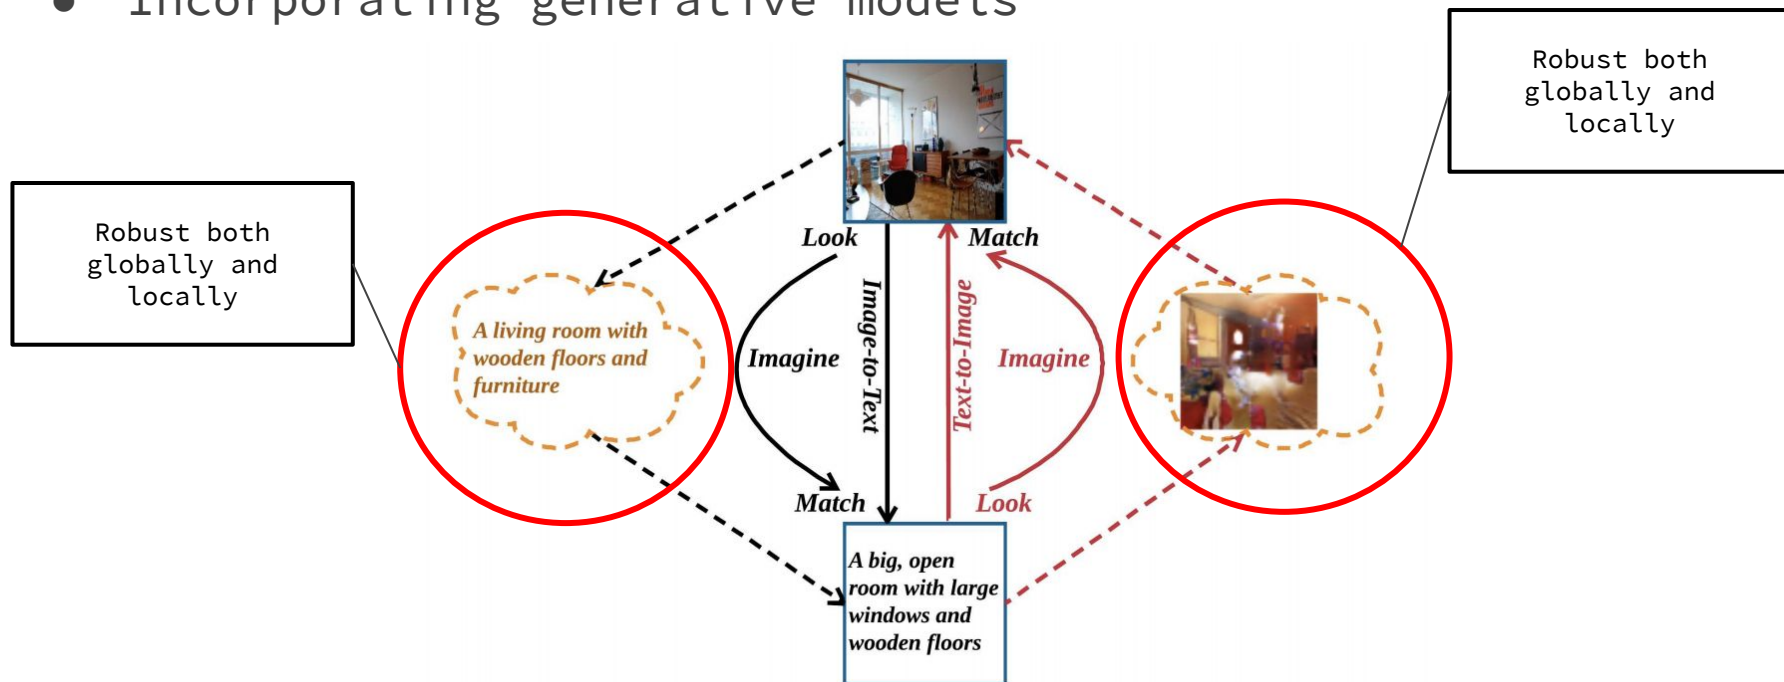 ● Incorporating generative models
Robust both
globally and
locally
Robust both
globally and
locally
Look
Match
A living room with
wooden floors and
furniture
Imagine
Image-to-Text
Text-to-Image
Imagine
Match
Look
A big, open
room with large
windows and
wooden floors